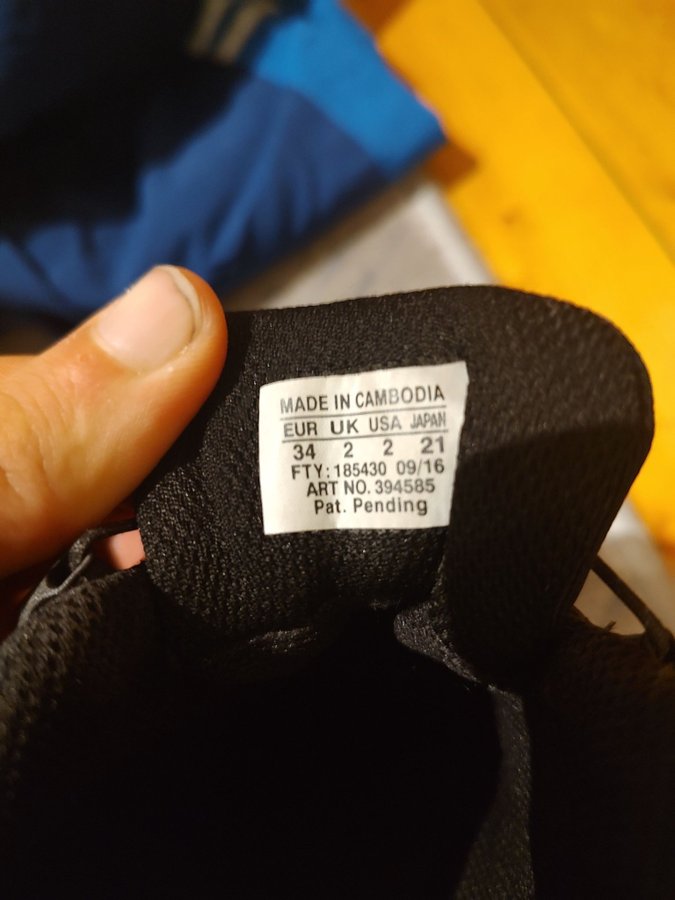 MADE IN CAMBODIA
EUR UK USA JAPAN
34 2 2 21
FTY: 185430 09/16
ART NO. 394585
Pat. Pending